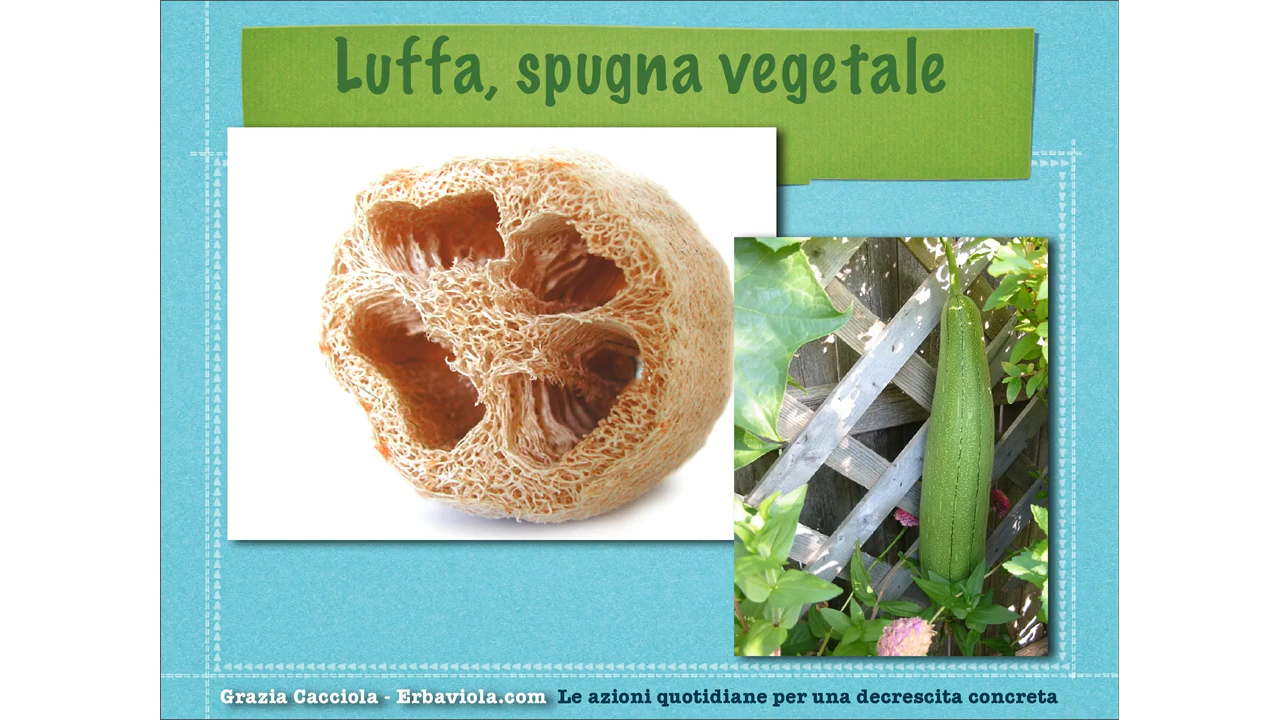 Luffa, spugna vegetale
Grazia Cacciola - Erbaviola.com Le azioni quotidiane per una decrescita concreta